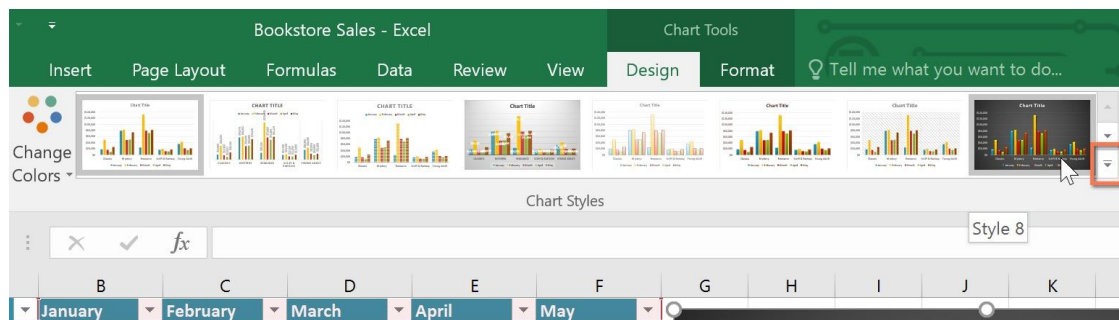 Bookstore Sales - Excel
Chart Tools
Insert Page Layout Formulas Data Review View Design Format Tell me what you want to do...
Change Colors
Chart Title CHART TITLE CHART TITLE Chart Title Chart Title Chart Title Chart Title Chart Title
Chart Styles
Style 8
fx
B C D E F G H I J K
January February March April May